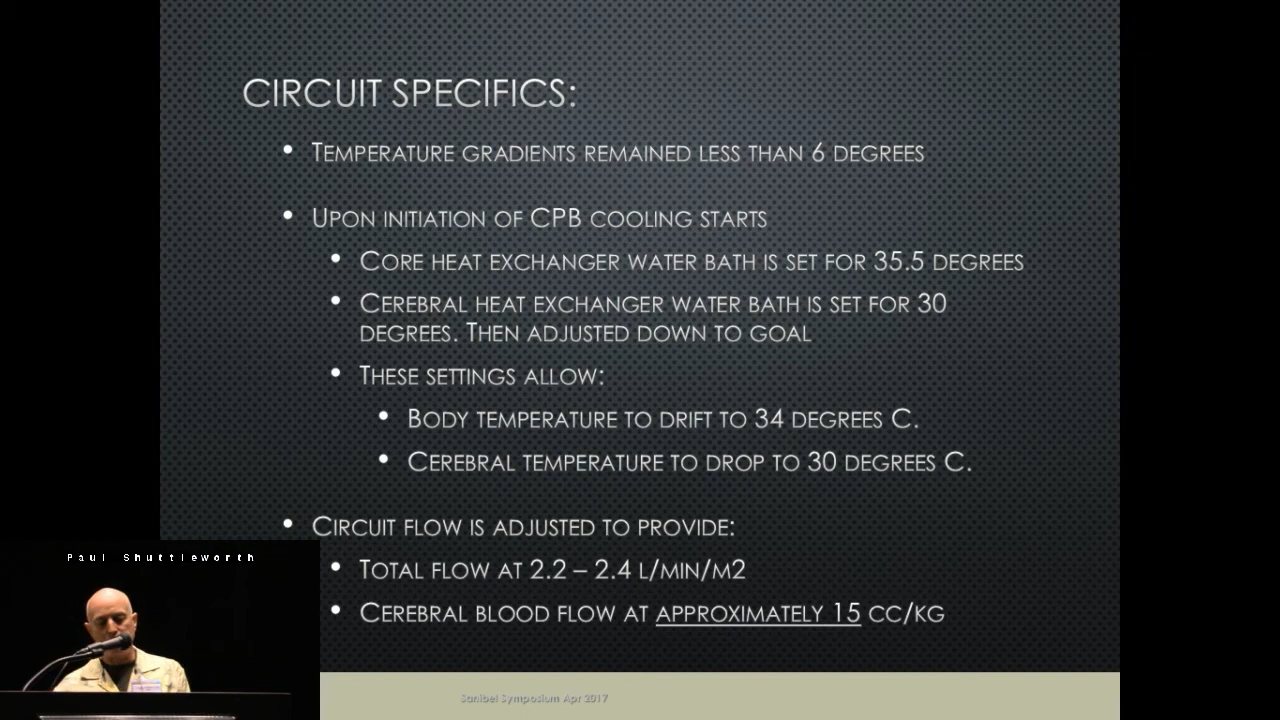 CIRCUIT SPECIFICS:
• TEMPERATURE GRADIENTS REMAINED LESS THAN 6 DEGREES
• UPON INITIATION OF CPB COOLING STARTS
• CORE HEAT EXCHANGER WATER BATH IS SET FOR 35.5 DEGREES
• CEREBRAL HEAT EXCHANGER WATER BATH IS SET FOR 30
DEGREES. THEN ADJUSTED DOWN TO GOAL
• THESE SETTINGS ALLOW:
• BODY TEMPERATURE TO DRIFT TO 34 DEGREES C.
• CEREBRAL TEMPERATURE TO DROP TO 30 DEGREES C.
• CIRCUIT FLOW IS ADJUSTED TO PROVIDE:
• TOTAL FLOW AT 2.2 – 2.4 L/MIN/M2
• CEREBRAL BLOOD FLOW AT APPROXIMATELY 15 CC/KG
Paul Shuttleworth
Sanibel Symposium Apr 2017